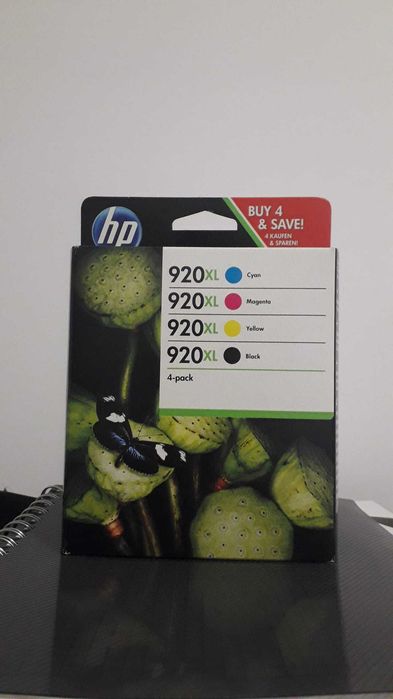 hp
BUY 4
& SAVE!
4 KAUFEN
& SPAREN!
920XL Cyan
920XL Magenta
920XL Yellow
920XL Black
4-pack